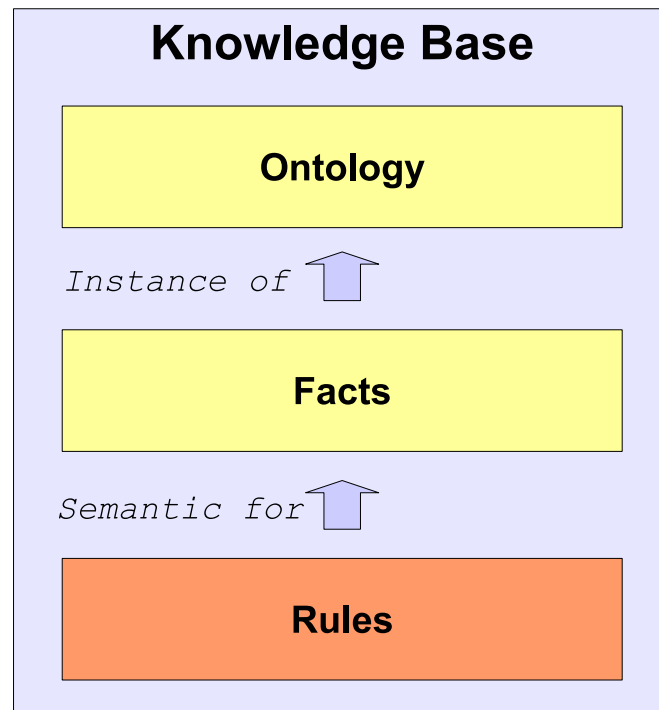 Knowledge Base
Ontology
Instance of
Facts
Semantic for
Rules